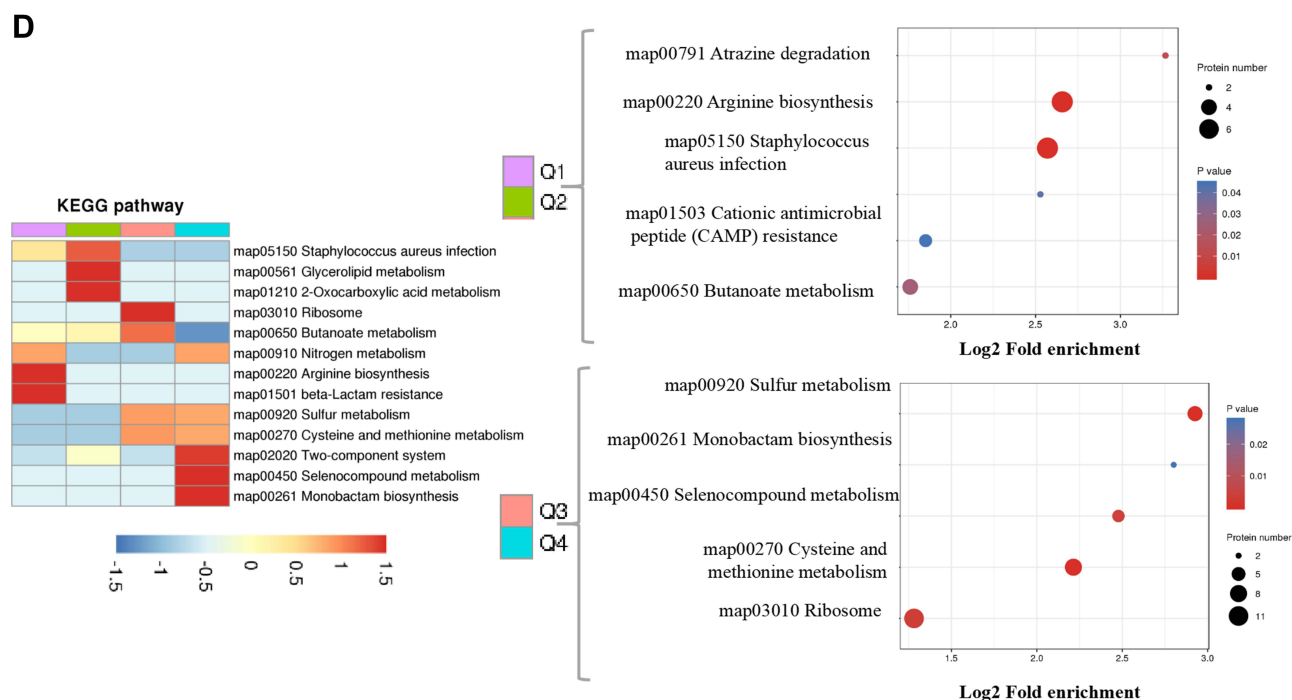 D
KEGG pathway
map05150 Staphylococcus aureus infection
map00561 Glycerolipid metabolism
map01210 2-Oxocarboxylic acid metabolism
map03010 Ribosome
map00650 Butanoate metabolism
map00910 Nitrogen metabolism
map00220 Arginine biosynthesis
map01501 beta-Lactam resistance
map00920 Sulfur metabolism
map00270 Cysteine and methionine metabolism
map02020 Two-component system
map00450 Selenocompound metabolism
map00261 Monobactam biosynthesis
-1.5 -1 -0.5 0 0.5 1 1.5
Q1
Q2
map00791 Atrazine degradation
map00220 Arginine biosynthesis
map05150 Staphylococcus
aureus infection
map01503 Cationic antimicrobial
peptide (CAMP) resistance
map00650 Butanoate metabolism
2.0 2.5 3.0
Log2 Fold enrichment
Protein number
2
4
6
P value
0.04
0.03
0.02
0.01
Q3
Q4
map00920 Sulfur metabolism
map00261 Monobactam biosynthesis
map00450 Selenocompound metabolism
map00270 Cysteine and
methionine metabolism
map03010 Ribosome
1.5 2.0 2.5 3.0
Log2 Fold enrichment
P value
0.02
0.01
Protein number
2
5
8
11